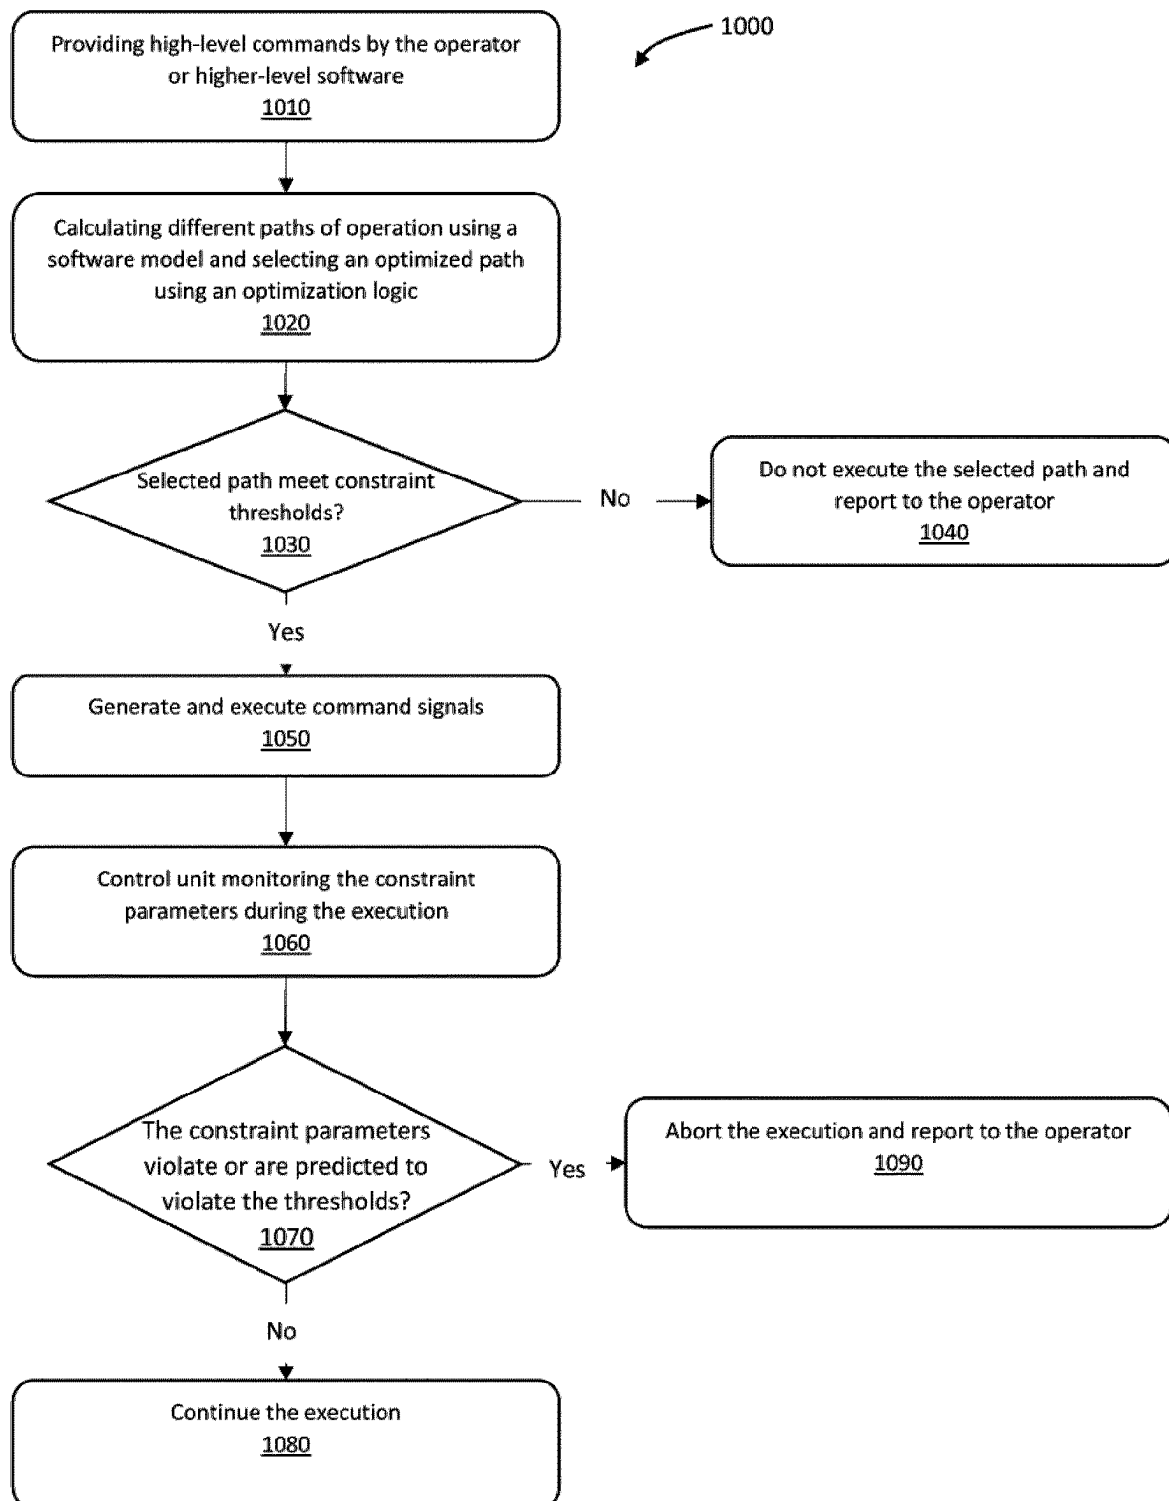 1000
Providing high-level commands by the operator
or higher-level software
1010
Calculating different paths of operation using a
software model and selecting an optimized path
using an optimization logic
1020
Selected path meet constraint
thresholds?
1030
No
Do not execute the selected path and
report to the operator
1040
Yes
Generate and execute command signals
1050
Control unit monitoring the constraint
parameters during the execution
1060
The constraint parameters
violate or are predicted to
violate the thresholds?
1070
Yes
Abort the execution and report to the operator
1090
No
Continue the execution
1080